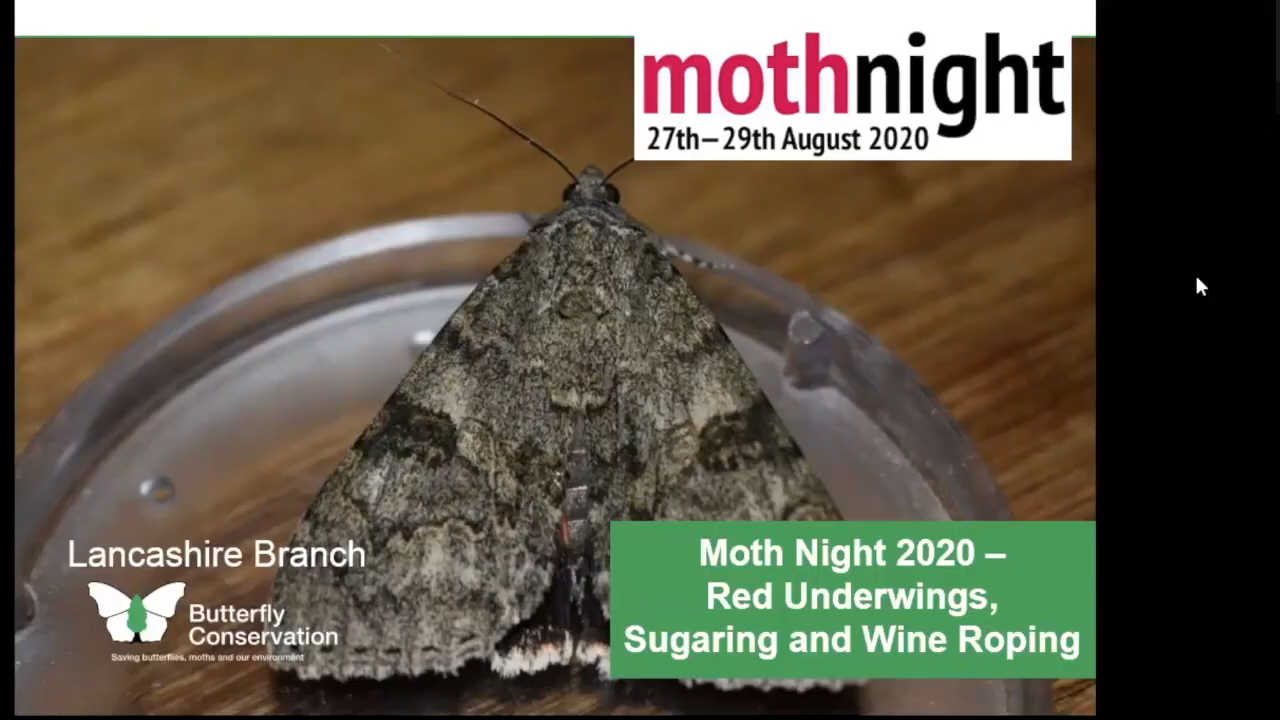 mothnight
27th–29th August 2020
Lancashire Branch
Butterfly
Conservation
Saving butterflies, moths and our environment
Moth Night 2020 –
Red Underwings,
Sugaring and Wine Roping